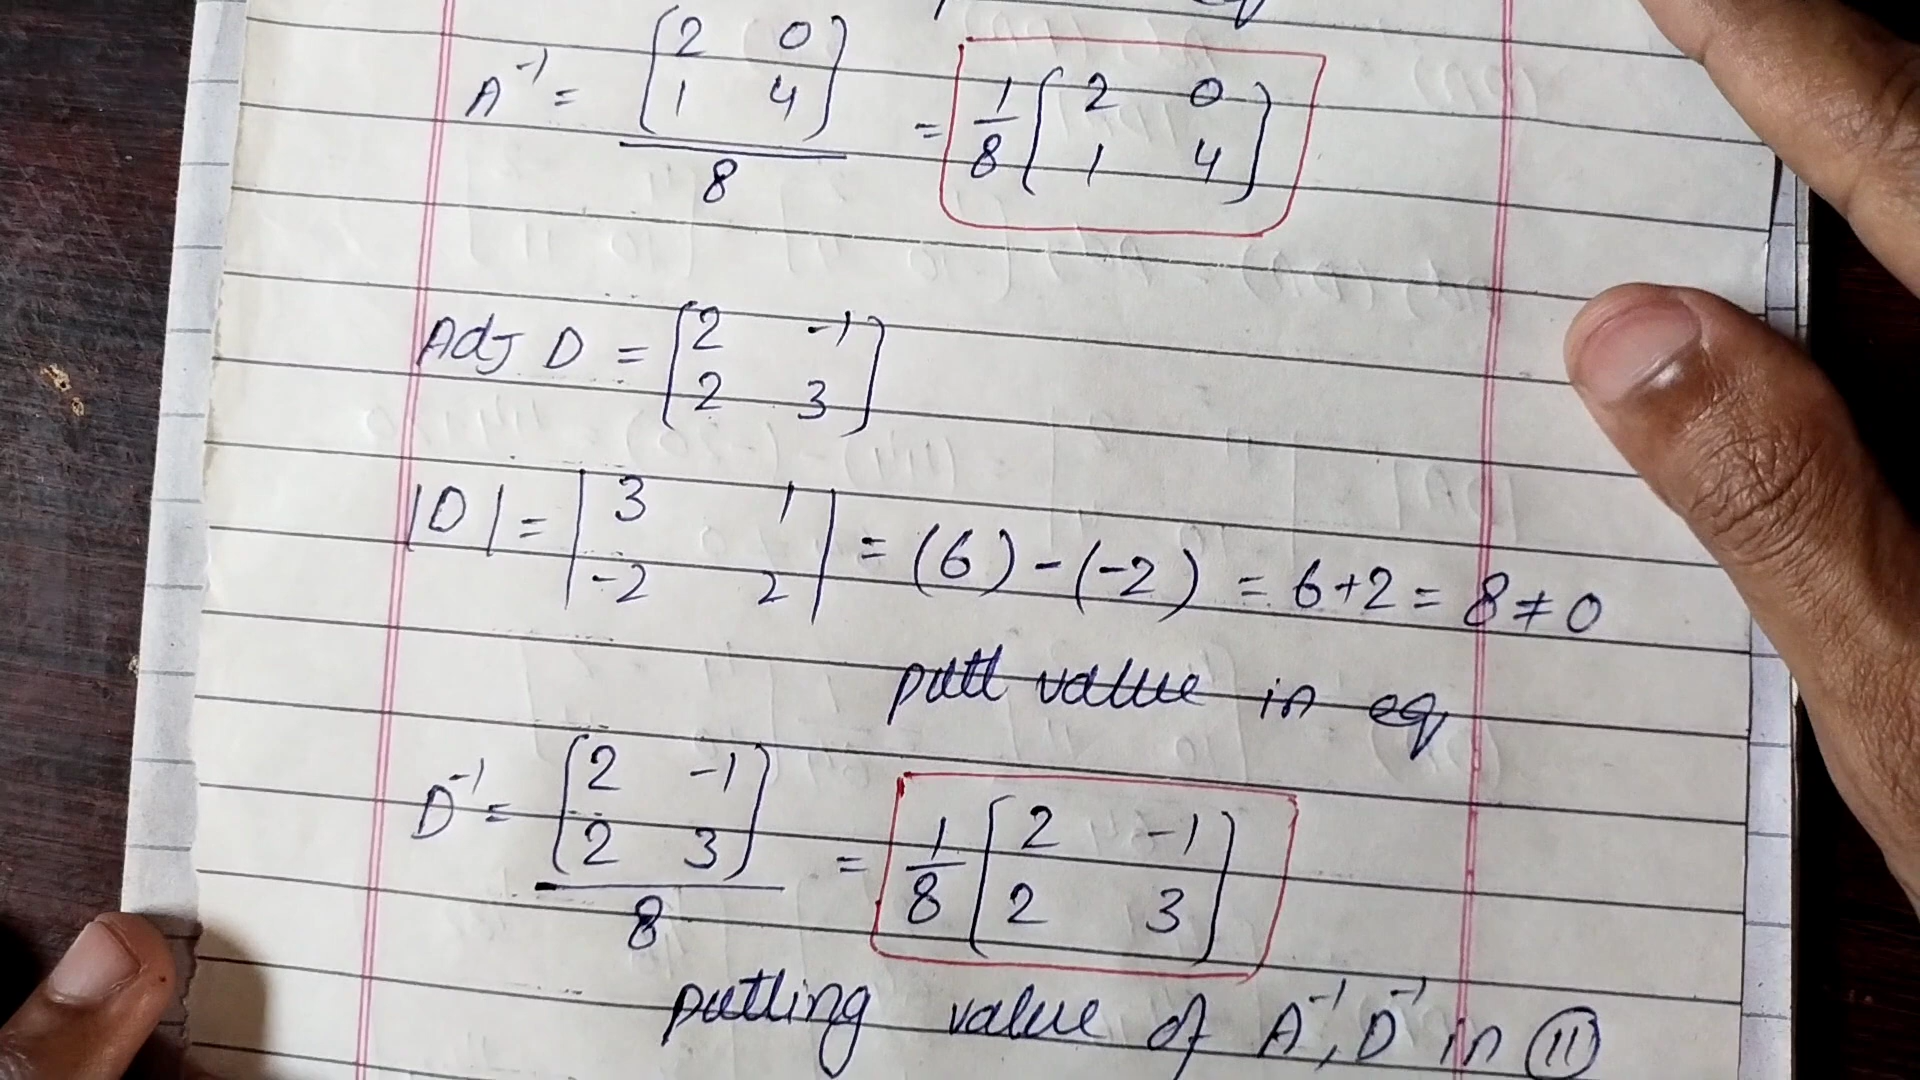 A⁻¹ = [2 0
1 4] / 8 = 1/8 [2 0
1 4]
Adj D = [2 -1
2 3]
|D| = |3 1
-2 2| = (6) - (-2) = 6+2 = 8 ≠ 0
putt value in eq
D⁻¹ = [2 -1
2 3] / 8 = 1/8 [2 -1
2 3]
putting value of A⁻¹, D⁻¹ in (11)